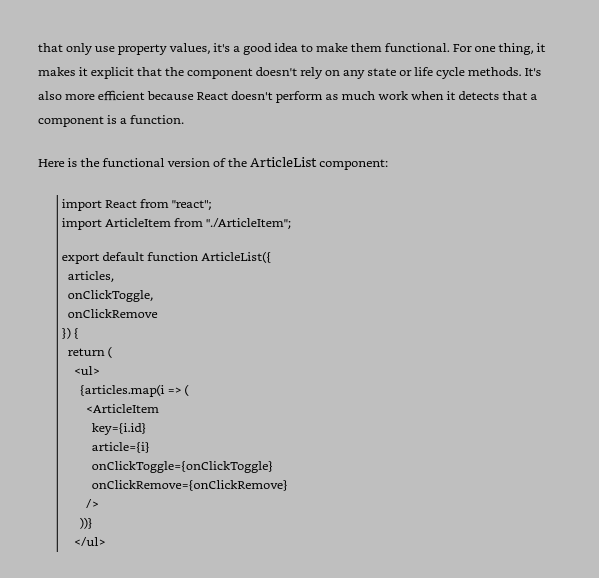 that only use property values, it's a good idea to make them functional. For one thing, it
makes it explicit that the component doesn't rely on any state or life cycle methods. It's
also more efficient because React doesn't perform as much work when it detects that a
component is a function.
Here is the functional version of the ArticleList component:
import React from "react";
import ArticleItem from "./ArticleItem";
export default function ArticleList({
  articles,
  onClickToggle,
  onClickRemove
}) {
  return (
    <ul>
      {articles.map(i => (
        <ArticleItem
          key={i.id}
          article={i}
          onClickToggle={onClickToggle}
          onClickRemove={onClickRemove}
        />
      ))}
    </ul>